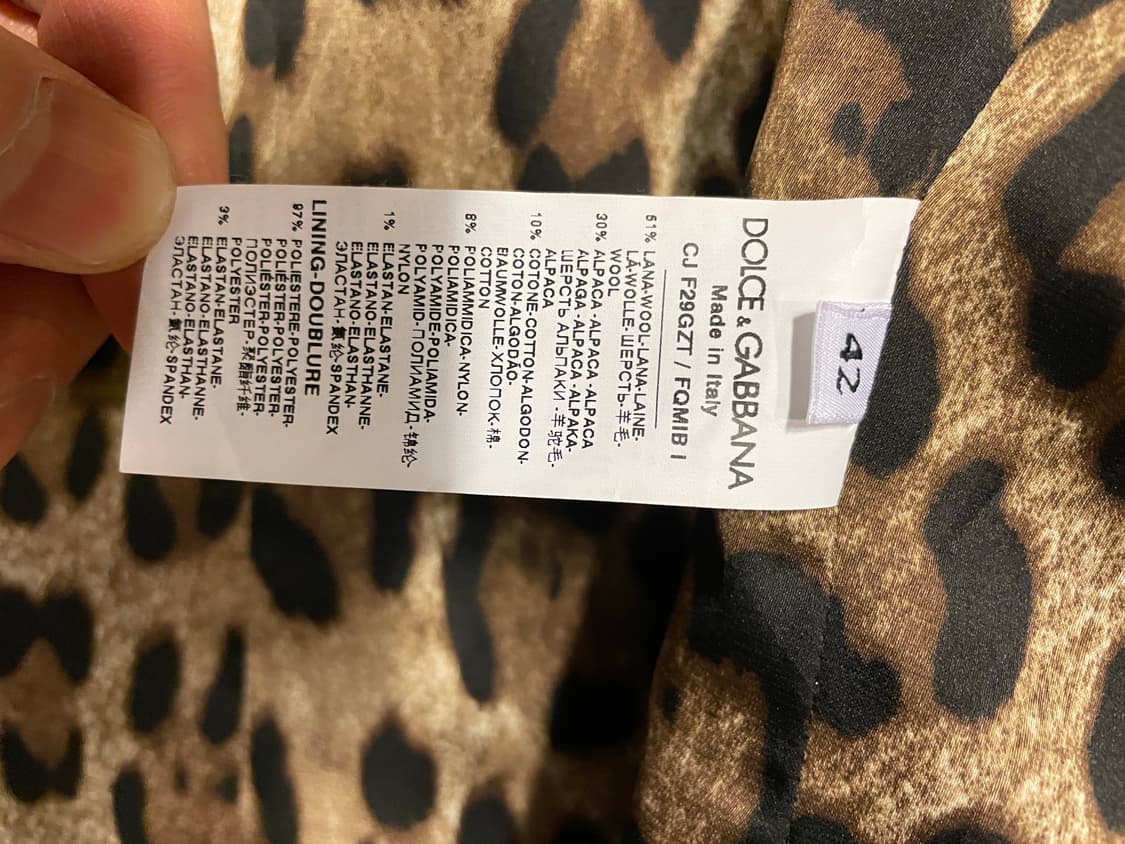 42
DOLCE & GABBANA
Made in Italy
CJ F29GZT / FQMIB I
51% LANA-WOOL-LANA-LAINE-
LÃ-WOLLE-ШЕРСТЬ-羊毛-
WOOL
30% ALPACA-ALPACA-ALPACA
ALPAGA-ALPACA-ALPAKA-
ШЕРСТЬ АЛЬПАКИ-羊驼毛-
ALPACA
10% COTONE-COTTON-ALGODON-
COTON-ALGODÃO-
BAUMWOLLE-ХЛОПОК-棉-
COTTON
8% POLIAMMIDICA-NYLON-
POLIAMIDICA-
POLYAMIDE-POLIAMIDA-
POLYAMID-ПОЛИАМИД-锦纶-
NYLON
1% ELASTAN-ELASTANE-
ELASTANO-ELASTHANNE-
ELASTANO-ELASTHAN-
ЭЛАСТАН-氨纶-SPANDEX
LINING-DOUBLURE
97% POLIESTERE-POLYESTER-
POLIÉSTER-POLYESTER-
POLIÉSTER-POLYESTER-
ПОЛИЭСТЕР-聚酯纤维-
POLYESTER
3% ELASTAN-ELASTANE-
ELASTANO-ELASTHANNE-
ELASTANO-ELASTHAN-
ЭЛАСТАН-氨纶-SPANDEX